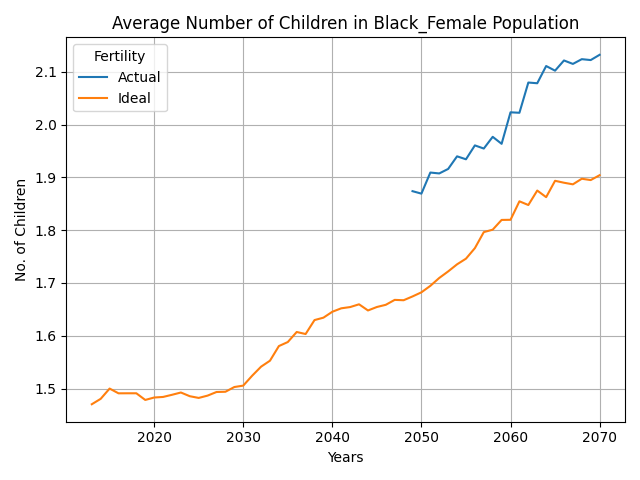 Average Number of Children in Black_Female Population
Fertility
Actual
Ideal
No. of Children
2.1
2.0
1.9
1.8
1.7
1.6
1.5
2020 2030 2040 2050 2060 2070
Years